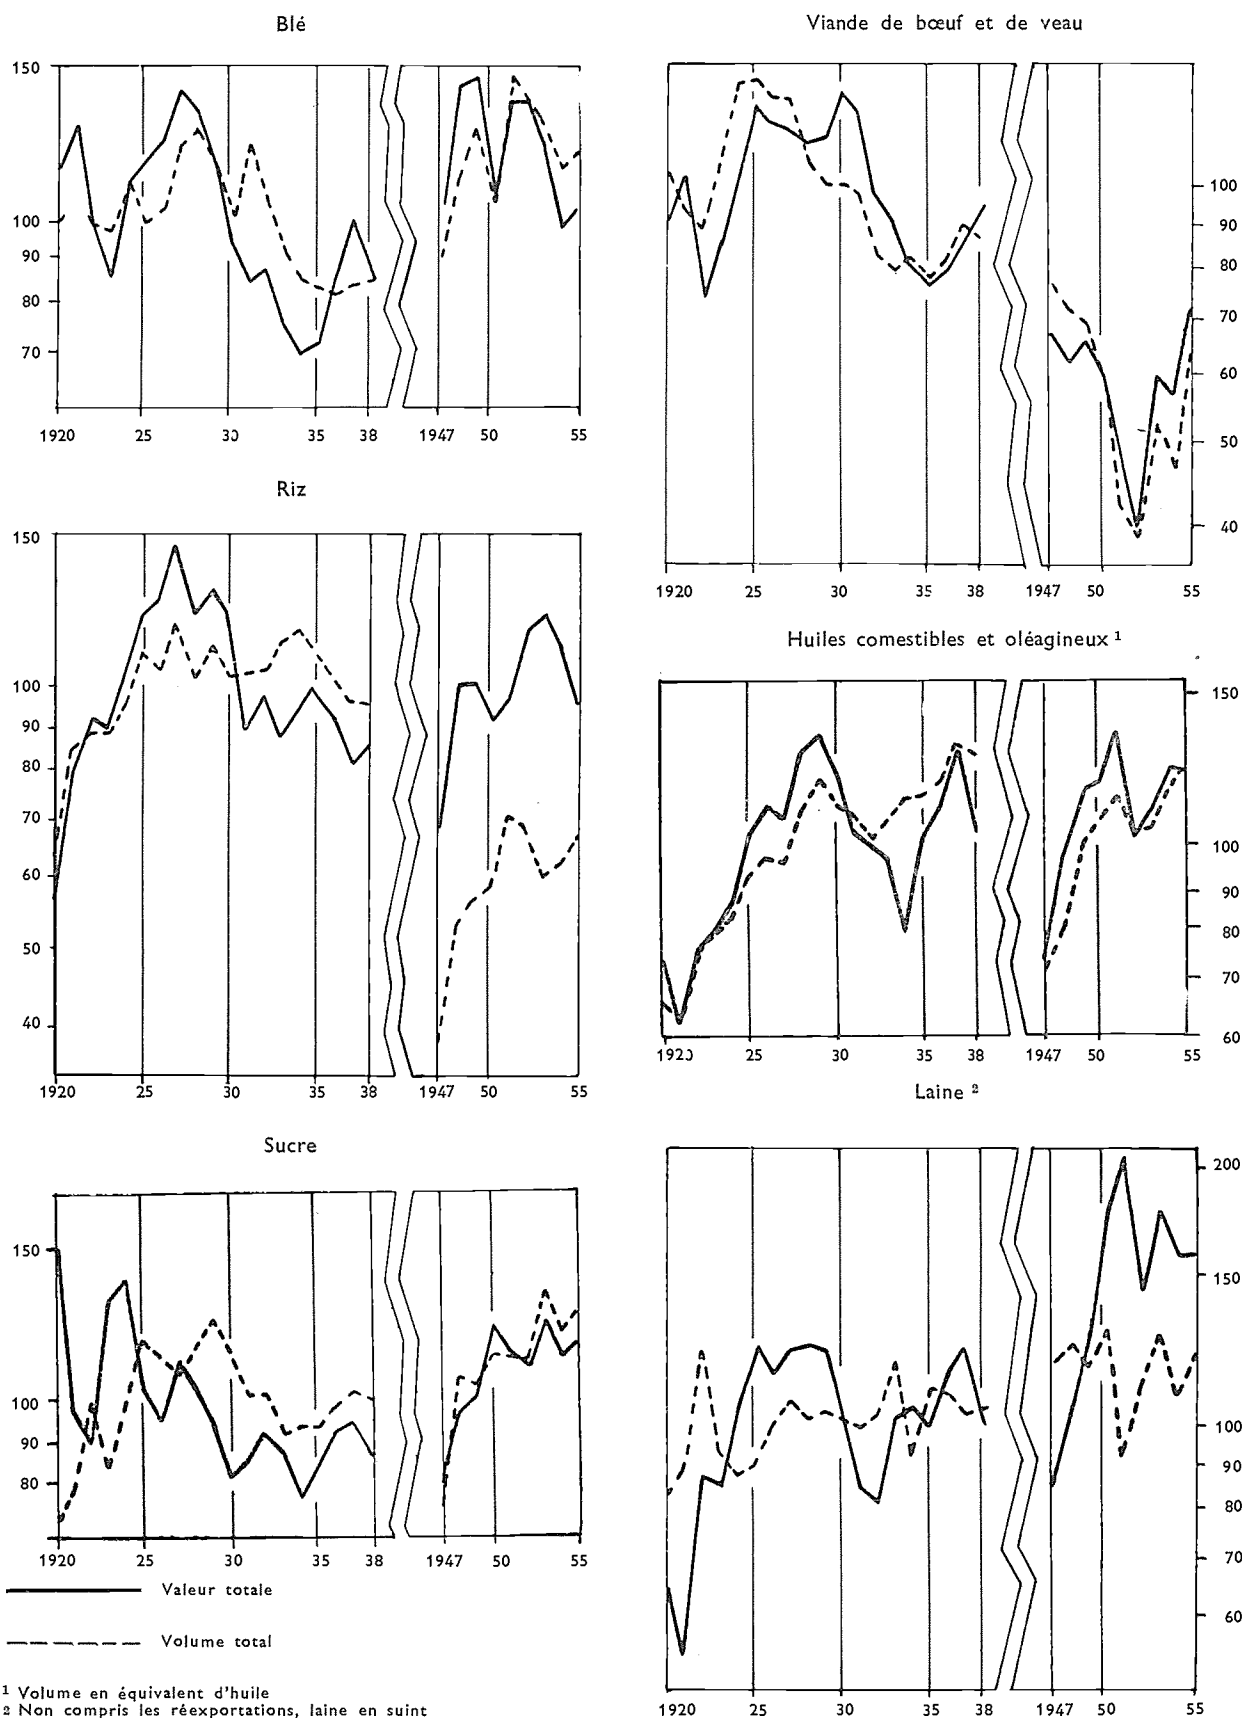 Blé
150
100
90
80
70
1920 25 30 35 38 1947 50 55
Viande de bœuf et de veau
100
90
80
70
60
50
40
1920 25 30 35 38 1947 50 55
Riz
150
100
90
80
70
60
50
40
1920 25 30 35 38 1947 50 55
Huiles comestibles et oléagineux ¹
150
100
90
80
70
60
1920 25 30 35 38 1947 50 55
Sucre
150
100
90
80
1920 25 30 35 38 1947 50 55
Laine ²
200
150
100
90
80
70
60
1920 25 30 35 38 1947 50 55
Valeur totale
Volume total
¹ Volume en équivalent d'huile
² Non compris les réexportations, laine en suint